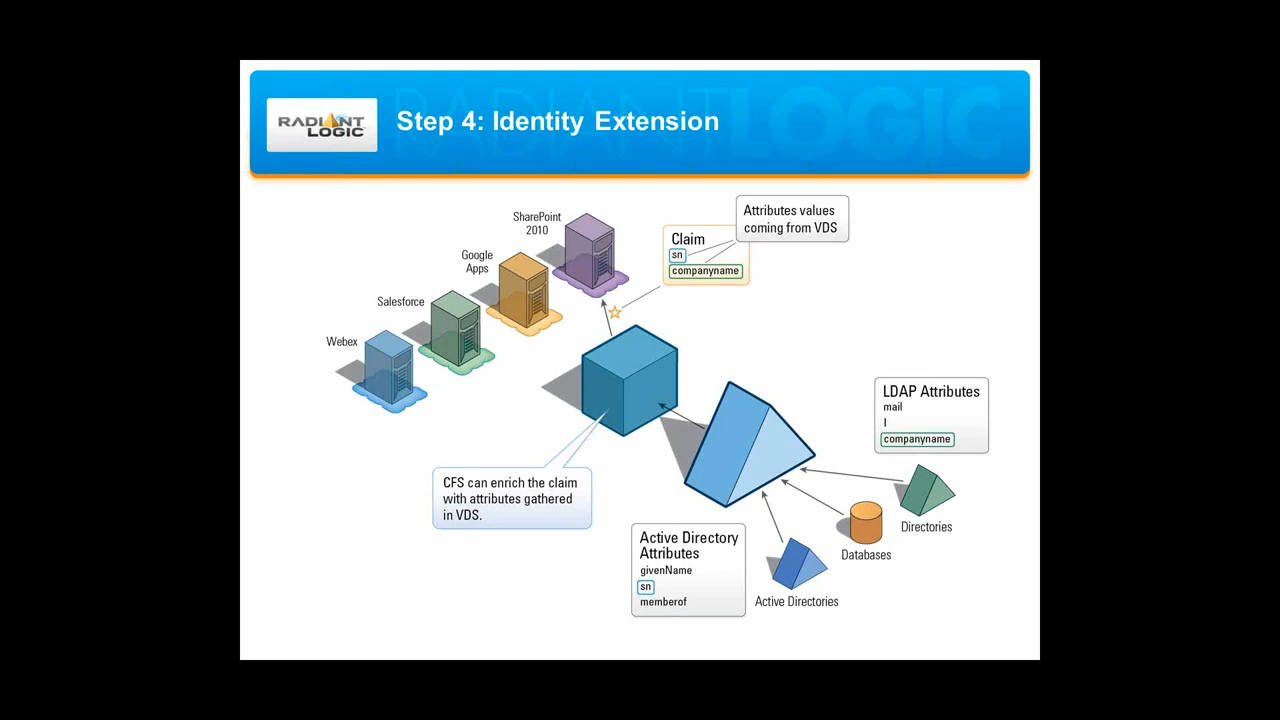 RADIANT
LOGIC
RADIANTLOGIC
Step 4: Identity Extension
SharePoint
2010
Google
Apps
Salesforce
Webex
Claim
sn
companyname
Attributes values
coming from VDS
CFS can enrich the claim
with attributes gathered
in VDS.
LDAP Attributes
mail
l
companyname
Directories
Databases
Active Directories
Active Directory
Attributes
givenName
sn
memberof